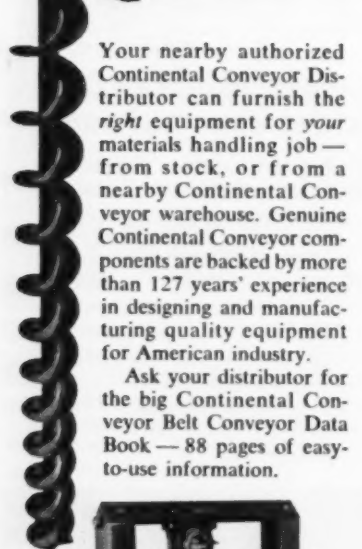 Your nearby authorized
Continental Conveyor Dis-
tributor can furnish the
right equipment for your
materials handling job —
from stock, or from a
nearby Continental Con-
veyor warehouse. Genuine
Continental Conveyor com-
ponents are backed by more
than 127 years' experience
in designing and manufac-
turing quality equipment
for American industry.
Ask your distributor for
the big Continental Con-
veyor Belt Conveyor Data
Book — 88 pages of easy-
to-use information.